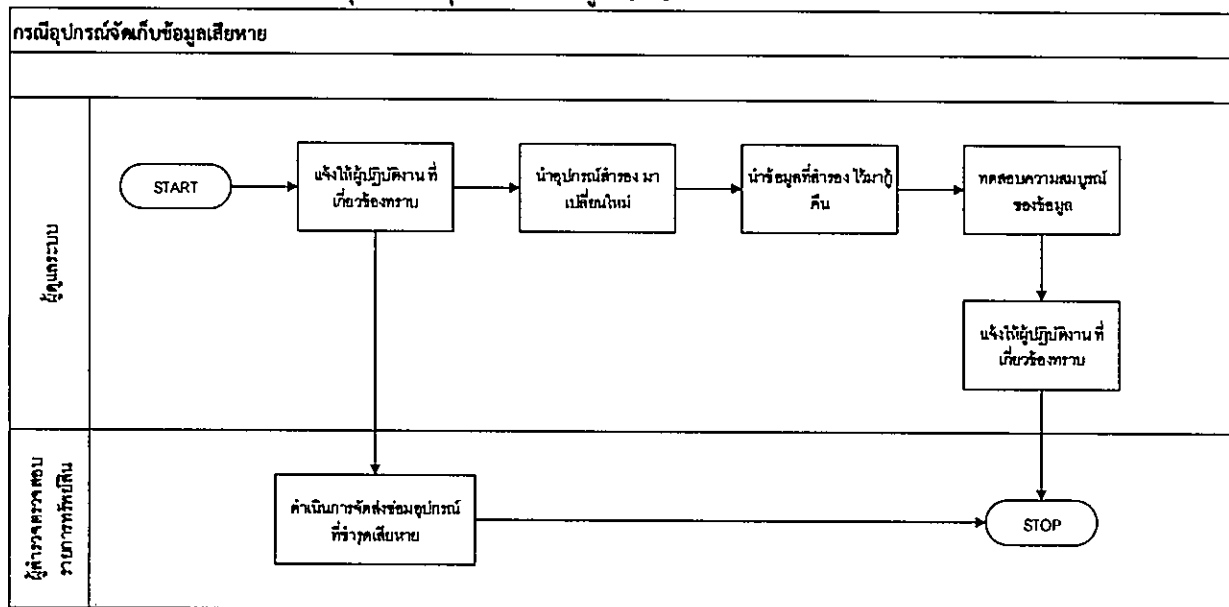 กรณีอุปกรณ์จัดเก็บข้อมูลเสียหาย
ผู้ดูแลระบบ
START
แจ้งให้ผู้ปฏิบัติงาน ที่
เกี่ยวข้องทราบ
นำอุปกรณ์สำรอง มา
เปลี่ยนใหม่
นำข้อมูลที่สำรอง ไว้มากู้
คืน
ทดสอบความสมบูรณ์
ของข้อมูล
แจ้งให้ผู้ปฏิบัติงาน ที่
เกี่ยวข้องทราบ
ผู้สำรวจตรวจสอบ
รายการทรัพย์สิน
ดำเนินการจัดส่งซ่อมอุปกรณ์
ที่ชำรุดเสียหาย
STOP